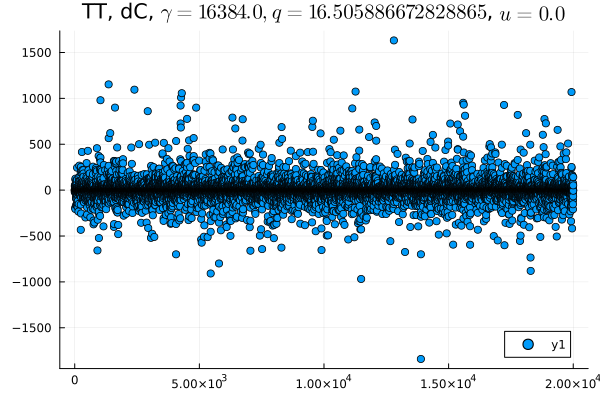 TT, dC, γ = 16384.0, q = 16.505886672828865, u = 0.0
1500
1000
500
0
−500
−1000
−1500
0 5.00×10³ 1.00×10⁴ 1.50×10⁴ 2.00×10⁴
y1